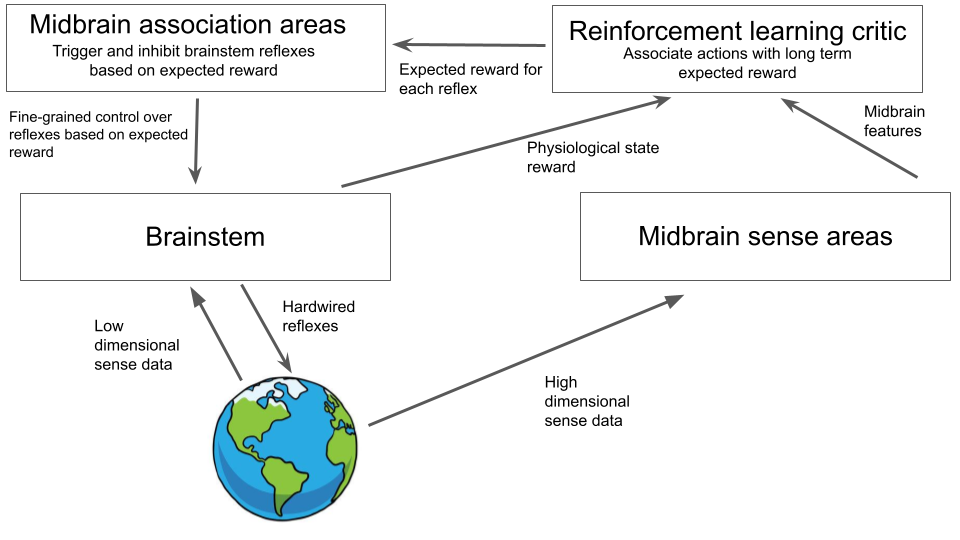 Midbrain association areas
Trigger and inhibit brainstem reflexes
based on expected reward
Reinforcement learning critic
Associate actions with long term
expected reward
Expected reward for
each reflex
Fine-grained control over
reflexes based on expected
reward
Midbrain
features
Physiological state
reward
Brainstem
Midbrain sense areas
Hardwired
reflexes
Low
dimensional
sense data
High
dimensional
sense data